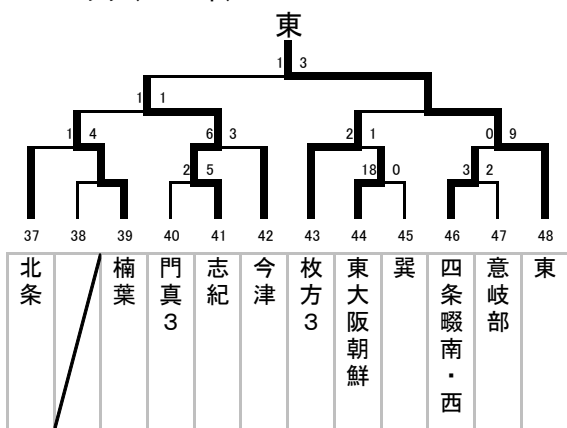 東
1 3
1 1
1 4 6 3 2 1 0 9
2 5 18 0 3 2
37 38 39 40 41 42 43 44 45 46 47 48
北条
楠葉
門真3
志紀
今津
枚方3
東大阪朝鮮
巽
四条畷南・西
意岐部
東